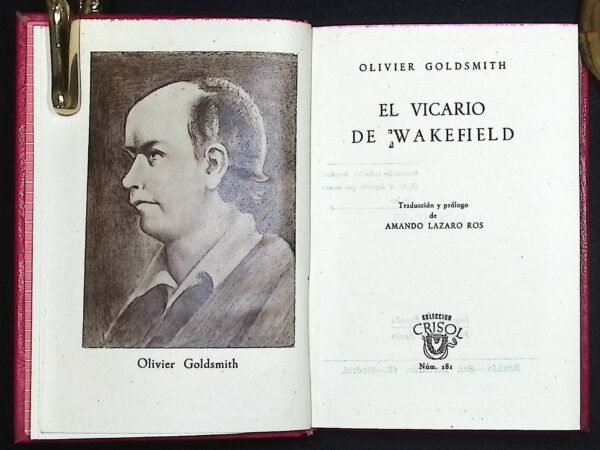 Olivier Goldsmith
OLIVIER GOLDSMITH
EL VICARIO
DE WAKEFIELD
Traducción y prólogo
de
AMANDO LAZARO ROS
COLECCION
CRISOL
Núm. 181